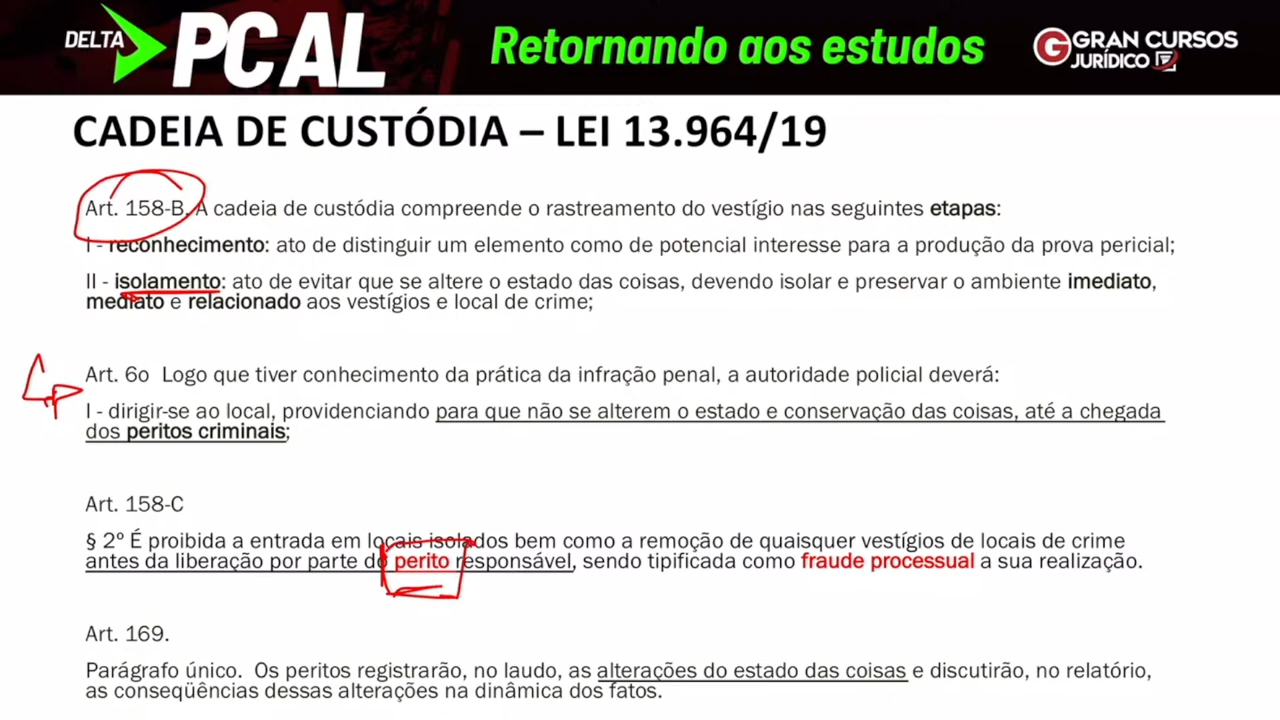 DELTA PC AL
Retornando aos estudos
GRAN CURSOS
JURÍDICO
CADEIA DE CUSTÓDIA – LEI 13.964/19
Art. 158-B. A cadeia de custódia compreende o rastreamento do vestígio nas seguintes etapas:
I - reconhecimento: ato de distinguir um elemento como de potencial interesse para a produção da prova pericial;
II - isolamento: ato de evitar que se altere o estado das coisas, devendo isolar e preservar o ambiente imediato,
mediato e relacionado aos vestígios e local de crime;
Art. 6o  Logo que tiver conhecimento da prática da infração penal, a autoridade policial deverá:
I - dirigir-se ao local, providenciando para que não se alterem o estado e conservação das coisas, até a chegada
dos peritos criminais;
Art. 158-C
§ 2º É proibida a entrada em locais isolados bem como a remoção de quaisquer vestígios de locais de crime
antes da liberação por parte do perito responsável, sendo tipificada como fraude processual a sua realização.
Art. 169.
Parágrafo único.  Os peritos registrarão, no laudo, as alterações do estado das coisas e discutirão, no relatório,
as conseqüências dessas alterações na dinâmica dos fatos.